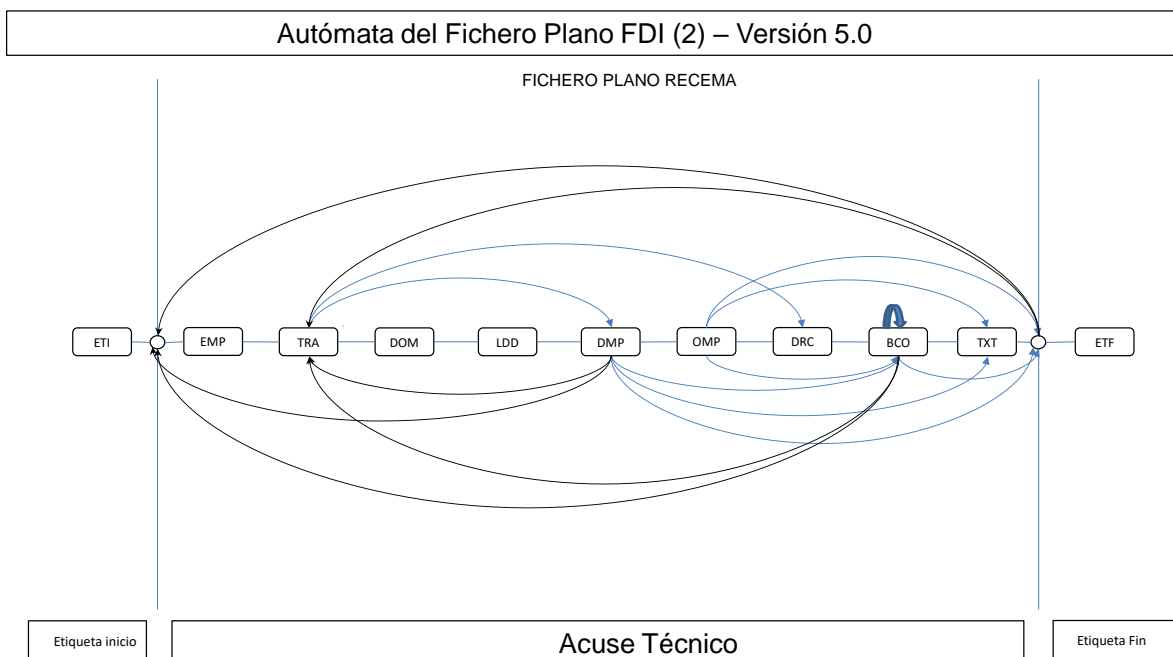 Autómata del Fichero Plano FDI (2) – Versión 5.0
FICHERO PLANO RECEMA
ETI
EMP
TRA
DOM
LDD
DMP
OMP
DRC
BCO
TXT
ETF
Etiqueta inicio
Acuse Técnico
Etiqueta Fin